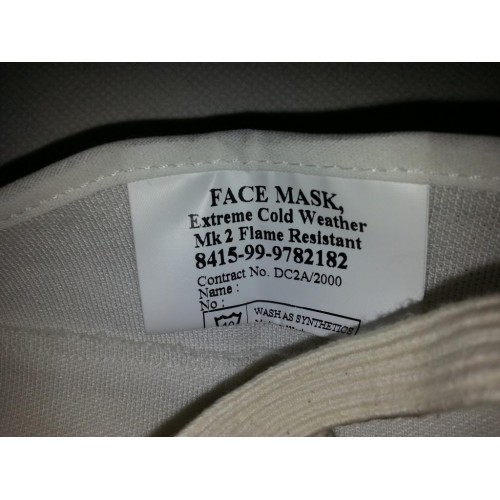 FACE MASK,
Extreme Cold Weather
Mk 2 Flame Resistant
8415-99-9782182
Contract No. DC2A/2000
Name :
No :
40 WASH AS SYNTHETICS